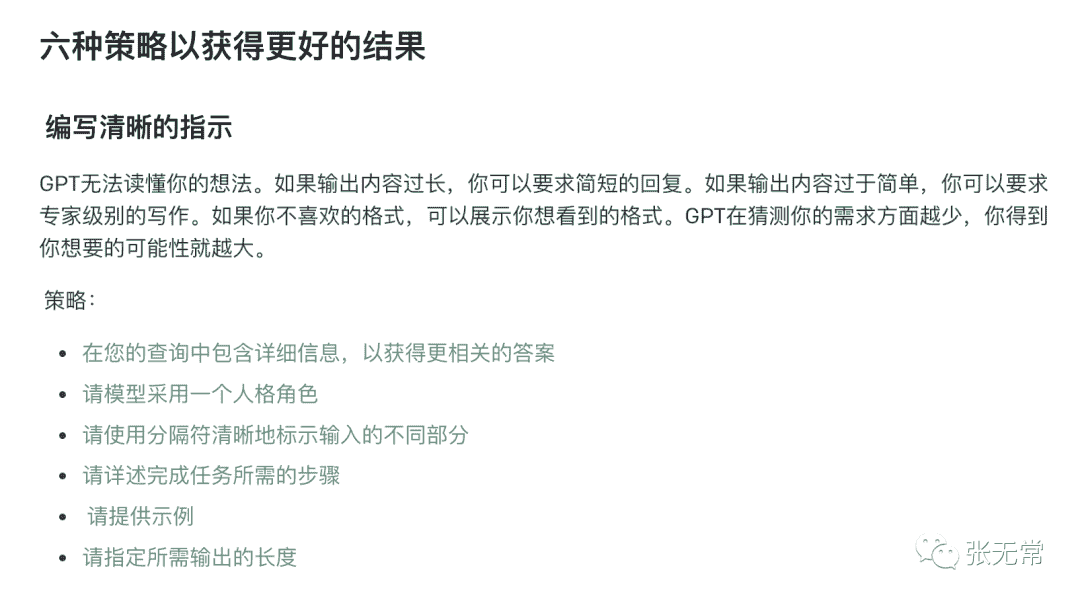 六种策略以获得更好的结果
编写清晰的指示
GPT无法读懂你的想法。如果输出内容过长，你可以要求简短的回复。如果输出内容过于简单，你可以要求
专家级别的写作。如果你不喜欢的格式，可以展示你想看到的格式。GPT在猜测你的需求方面越少，你得到
你想要的可能性就越大。
策略：
• 在您的查询中包含详细信息，以获得更相关的答案
• 请模型采用一个人格角色
• 请使用分隔符清晰地标示输入的不同部分
• 请详述完成任务所需的步骤
• 请提供示例
• 请指定所需输出的长度
张无常